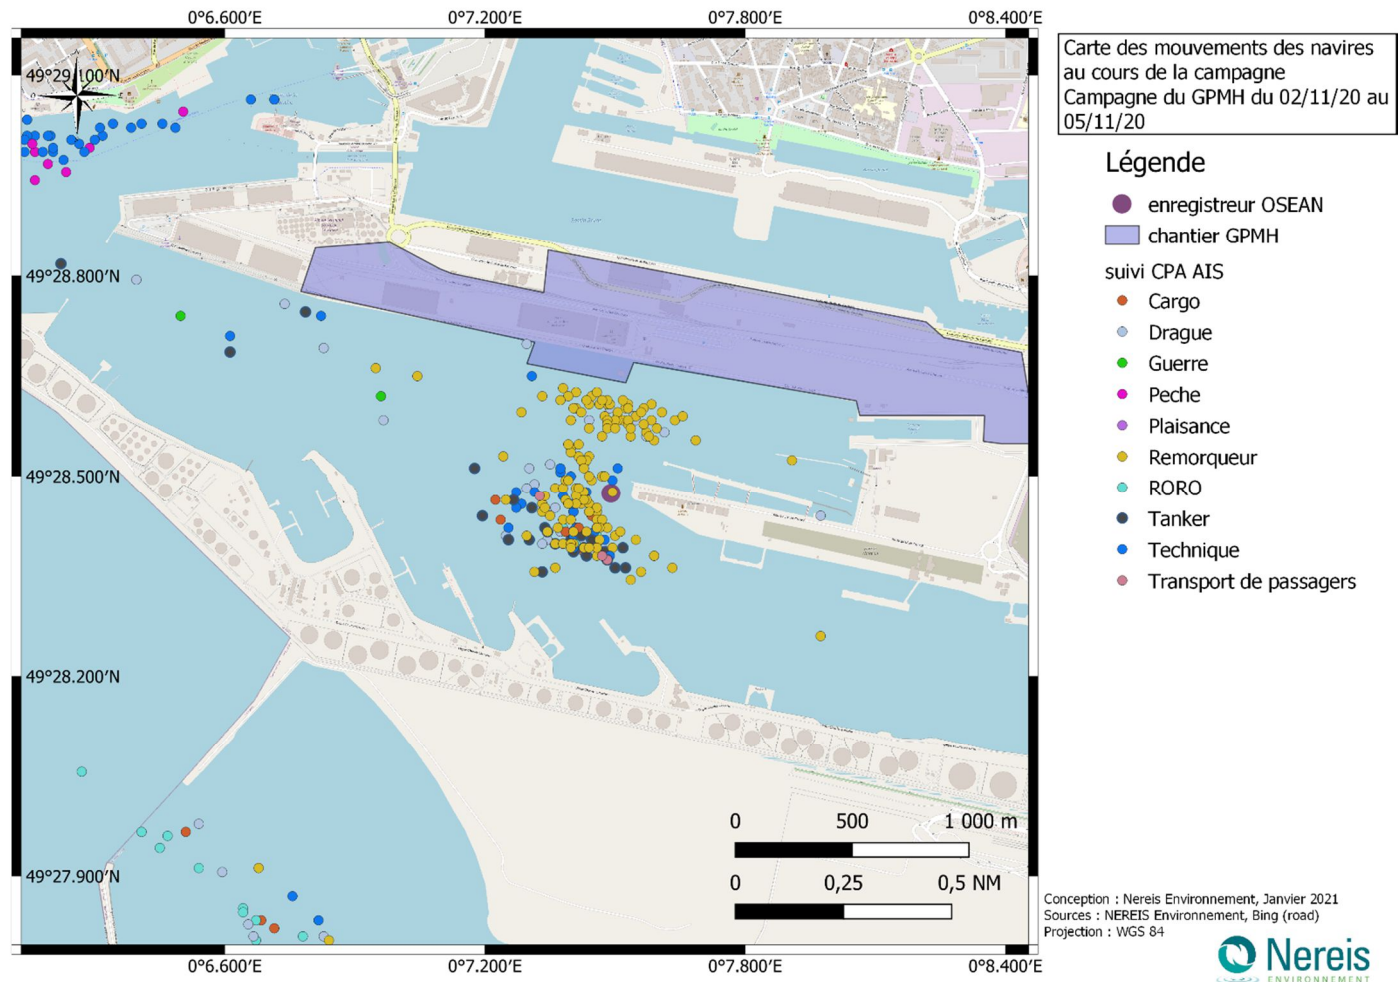 0°6.600′E 0°7.200′E 0°7.800′E 0°8.400′E
49°29.100′N
49°28.800′N
49°28.500′N
49°28.200′N
49°27.900′N
0 500 1 000 m
0 0,25 0,5 NM
0°6.600′E 0°7.200′E 0°7.800′E 0°8.400′E
Carte des mouvements des navires
au cours de la campagne
Campagne du GPMH du 02/11/20 au
05/11/20
Légende
enregistreur OSEAN
chantier GPMH
suivi CPA AIS
Cargo
Drague
Guerre
Peche
Plaisance
Remorqueur
RORO
Tanker
Technique
Transport de passagers
Conception : Nereis Environnement, Janvier 2021
Sources : NEREIS Environnement, Bing (road)
Projection : WGS 84
Nereis
ENVIRONNEMENT